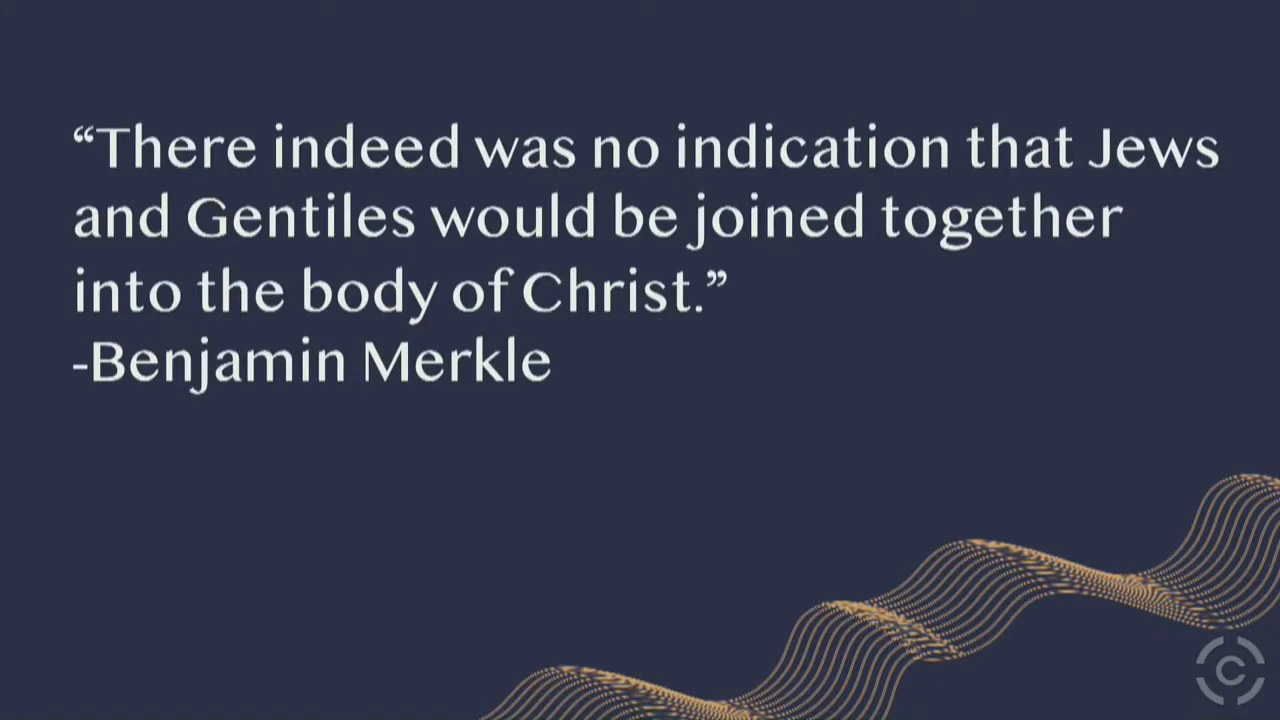 “There indeed was no indication that Jews
and Gentiles would be joined together
into the body of Christ.”
-Benjamin Merkle
C